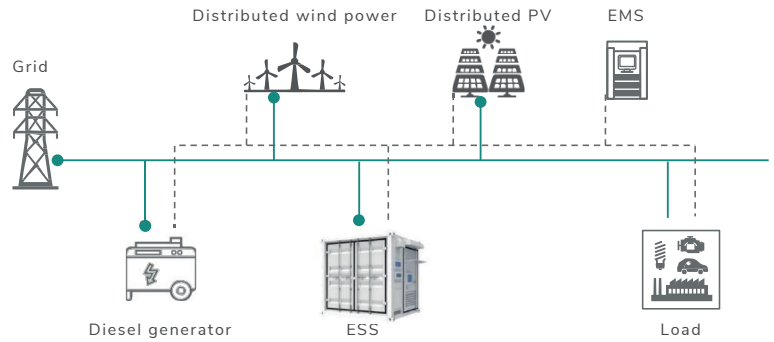 Distributed wind power
Distributed PV
EMS
Grid
Diesel generator
ESS
Load